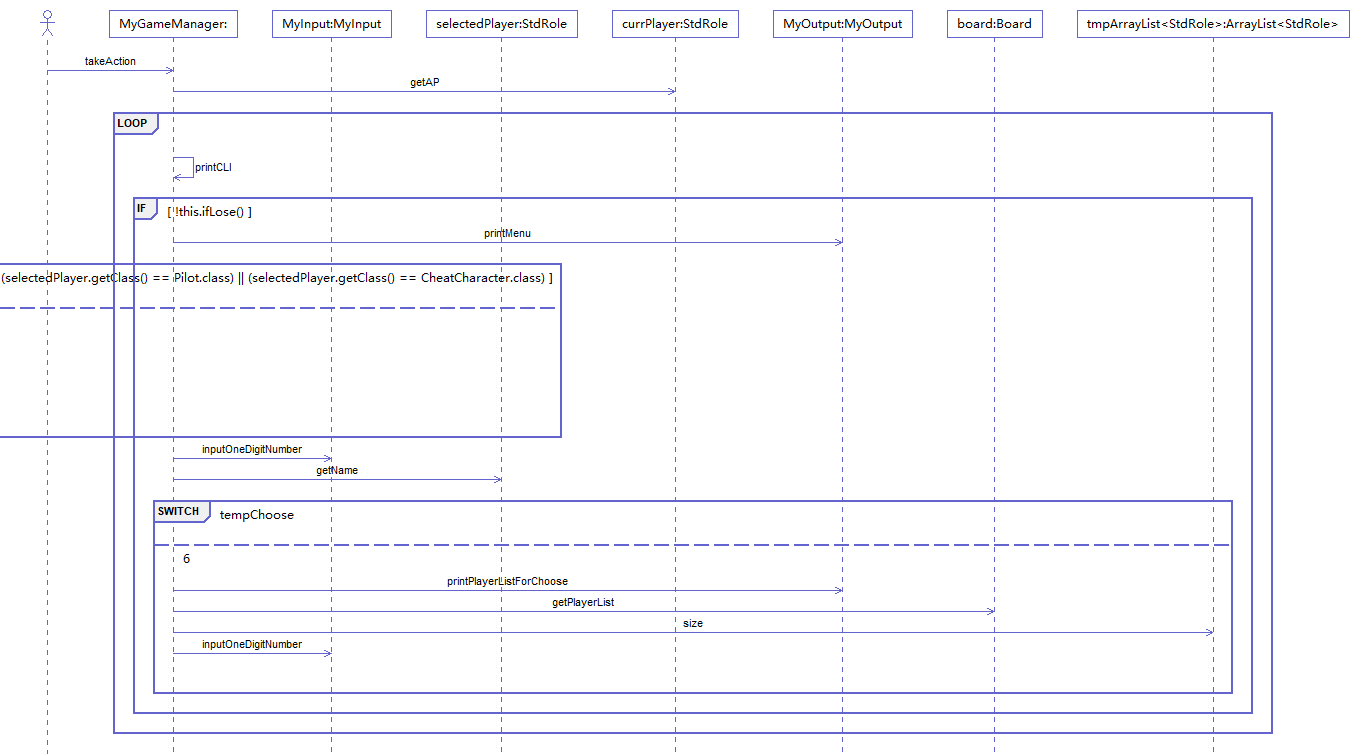 MyGameManager:
MyInput:MyInput
selectedPlayer:StdRole
currPlayer:StdRole
MyOutput:MyOutput
board:Board
tmpArrayList<StdRole>:ArrayList<StdRole>
takeAction
getAP
LOOP
printCLI
IF
[ !this.ifLose() ]
printMenu
(selectedPlayer.getClass() == Pilot.class) || (selectedPlayer.getClass() == CheatCharacter.class) ]
inputOneDigitNumber
getName
SWITCH
tempChoose
6
printPlayerListForChoose
getPlayerList
size
inputOneDigitNumber